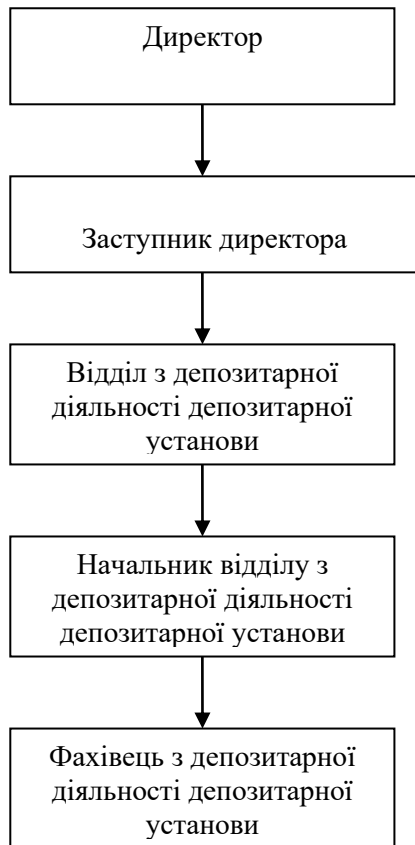 Директор
Заступник директора
Відділ з депозитарної
діяльності депозитарної
установи
Начальник відділу з
депозитарної діяльності
депозитарної установи
Фахівець з депозитарної
діяльності депозитарної
установи